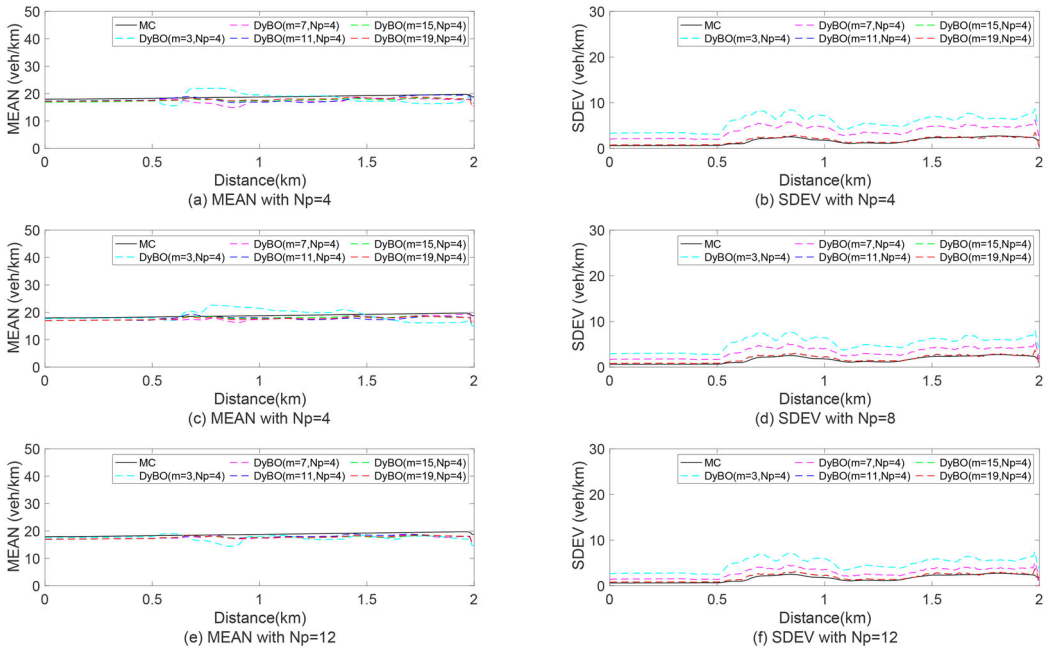 50
40
30
20
10
0
MEAN (veh/km)
MC
DyBO(m=3,Np=4)
DyBO(m=7,Np=4)
DyBO(m=11,Np=4)
DyBO(m=15,Np=4)
DyBO(m=19,Np=4)
0 0.5 1 1.5 2
Distance(km)
(a) MEAN with Np=4
30
20
10
0
SDEV (veh/km)
MC
DyBO(m=3,Np=4)
DyBO(m=7,Np=4)
DyBO(m=11,Np=4)
DyBO(m=15,Np=4)
DyBO(m=19,Np=4)
0 0.5 1 1.5 2
Distance(km)
(b) SDEV with Np=4
50
40
30
20
10
0
MEAN (veh/km)
MC
DyBO(m=3,Np=4)
DyBO(m=7,Np=4)
DyBO(m=11,Np=4)
DyBO(m=15,Np=4)
DyBO(m=19,Np=4)
0 0.5 1 1.5 2
Distance(km)
(c) MEAN with Np=4
30
20
10
0
SDEV (veh/km)
MC
DyBO(m=3,Np=4)
DyBO(m=7,Np=4)
DyBO(m=11,Np=4)
DyBO(m=15,Np=4)
DyBO(m=19,Np=4)
0 0.5 1 1.5 2
Distance(km)
(d) SDEV with Np=8
50
40
30
20
10
0
MEAN (veh/km)
MC
DyBO(m=3,Np=4)
DyBO(m=7,Np=4)
DyBO(m=11,Np=4)
DyBO(m=15,Np=4)
DyBO(m=19,Np=4)
0 0.5 1 1.5 2
Distance(km)
(e) MEAN with Np=12
30
20
10
0
SDEV (veh/km)
MC
DyBO(m=3,Np=4)
DyBO(m=7,Np=4)
DyBO(m=11,Np=4)
DyBO(m=15,Np=4)
DyBO(m=19,Np=4)
0 0.5 1 1.5 2
Distance(km)
(f) SDEV with Np=12